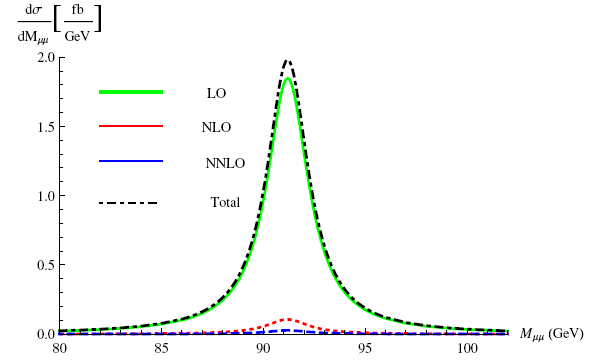 dσ/dM_μμ [fb/GeV]
2.0
LO
1.5
NLO
NNLO
1.0
Total
0.5
0.0
M_μμ (GeV)
80 85 90 95 100